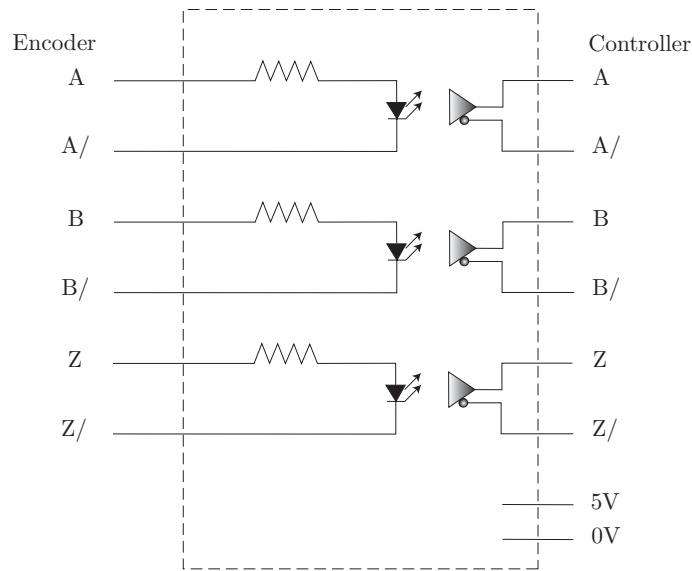 Encoder
Controller
A
A
A/
A/
B
B
B/
B/
Z
Z
Z/
Z/
5V
0V